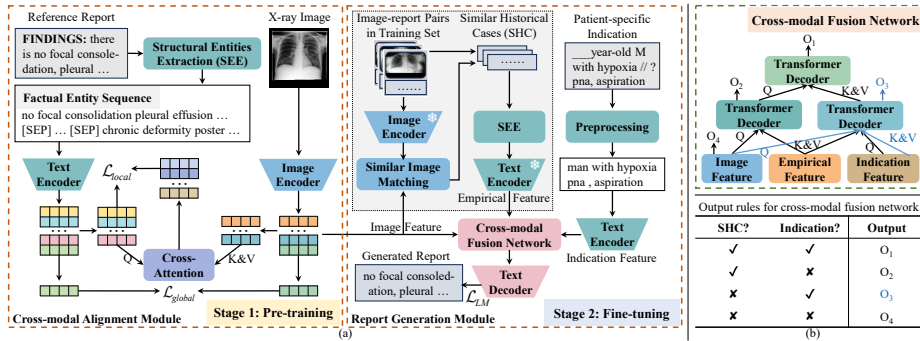 Reference Report
FINDINGS: there
is no focal console-
dation, pleural …
Structural Entities
Extraction (SEE)
X-ray Image
Factual Entity Sequence
no focal consolidation pleural effusion …
[SEP] … [SEP] chronic deformity poster …
Text
Encoder
Image
Encoder
ℒlocal
Q
Cross-
Attention
K&V
ℒglobal
Cross-modal Alignment Module
Stage 1: Pre-training
Image-report Pairs
in Training Set
Similar Historical
Cases (SHC)
Patient-specific
Indication
___year-old M
with hypoxia // ?
pna, aspiration
……
……
Image
Encoder
SEE
Preprocessing
Similar Image
Matching
Text
Encoder
man with hypoxia
pna , aspiration
Empirical Feature
Image Feature
Cross-modal
Fusion Network
Text
Encoder
Indication Feature
Generated Report
no focal consoled-
ation, pleural …
ℒLM
Text
Decoder
Report Generation Module
Stage 2: Fine-tuning
(a)
Cross-modal Fusion Network
O1
Transformer
Decoder
O2
Q
K&V
O3
Transformer
Decoder
Transformer
Decoder
O4
Q
K&V
Q
Q
K&V
K&V
Image
Feature
Empirical
Feature
Indication
Feature
Output rules for cross-modal fusion network
SHC? Indication? Output
✓ ✓ O1
✓ ✘ O2
✘ ✓ O3
✘ ✘ O4
(b)